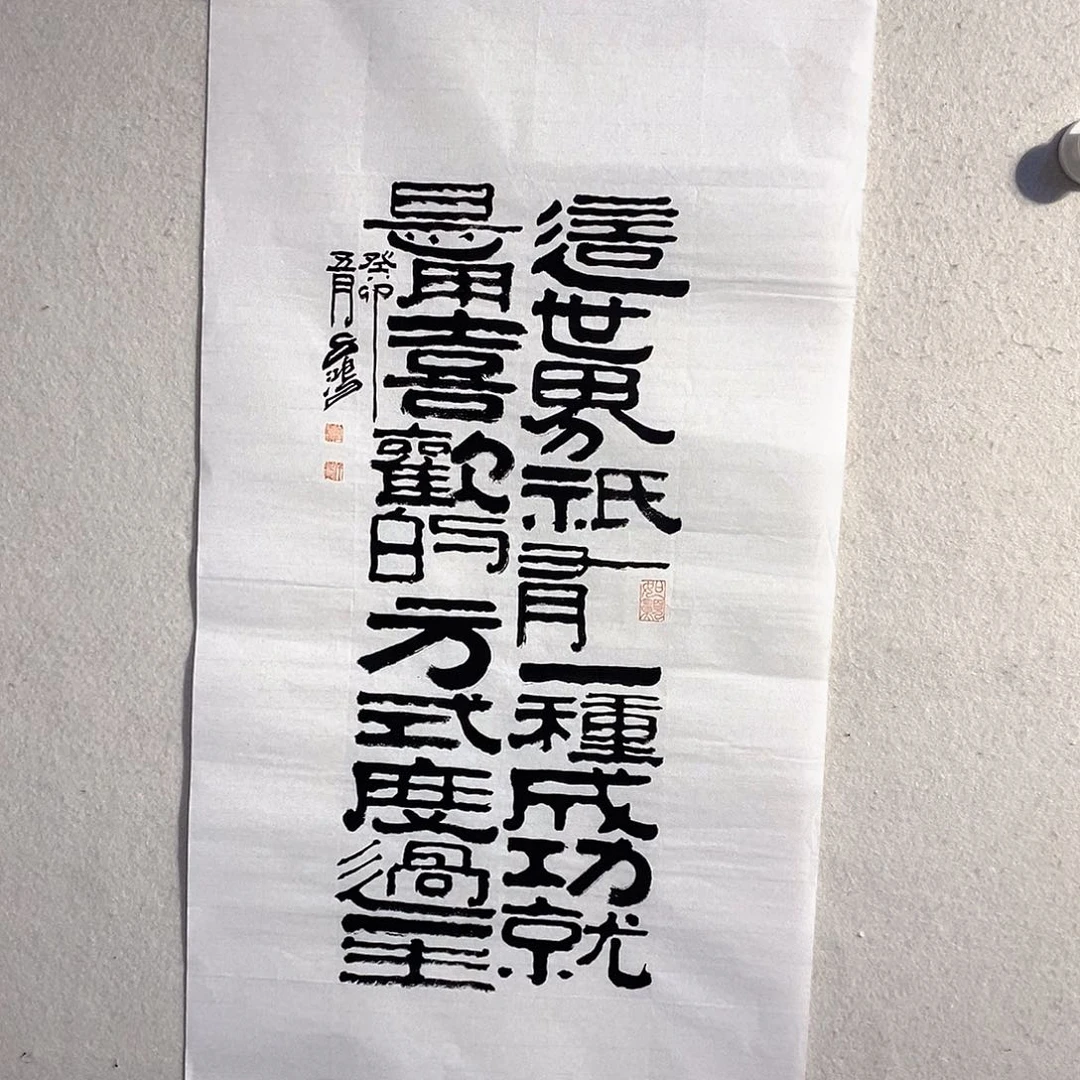 這世界祇有一種成功就
是用喜歡的方式度過一生
癸卯
五月 鴻